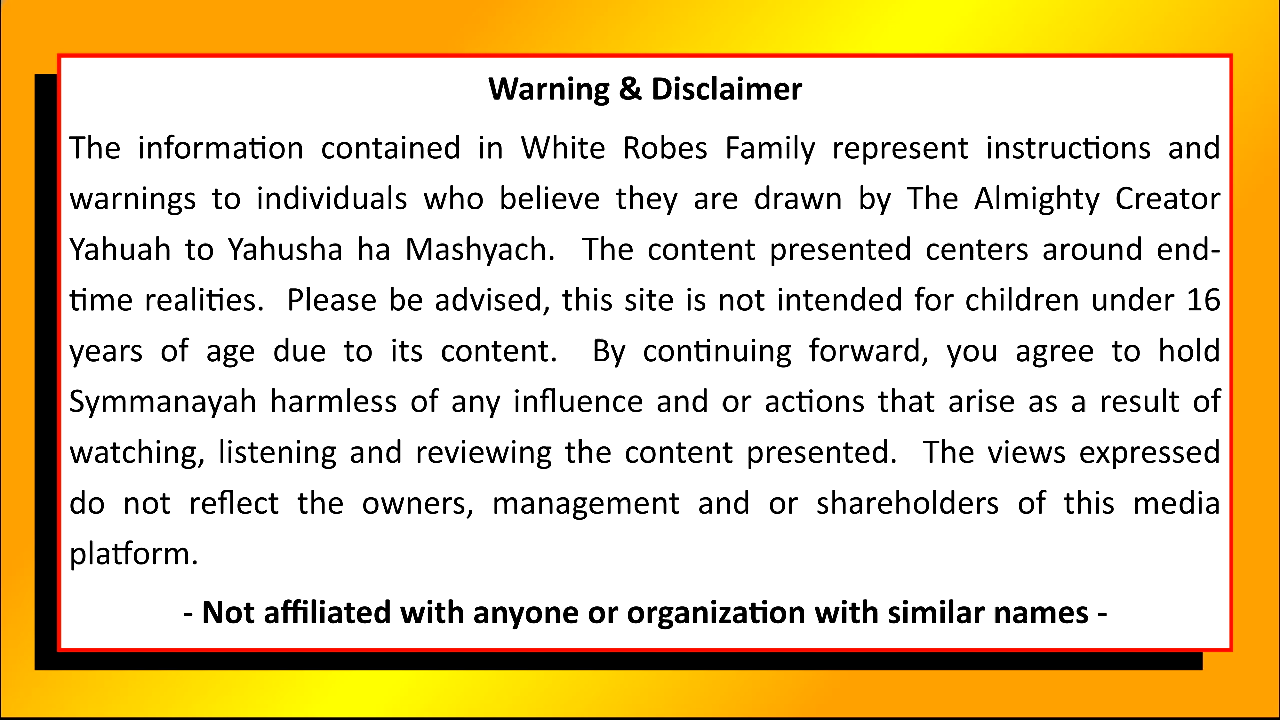 Warning & Disclaimer
The information contained in White Robes Family represent instructions and
warnings to individuals who believe they are drawn by The Almighty Creator
Yahuah to Yahusha ha Mashyach.  The content presented centers around end-
time realities.  Please be advised, this site is not intended for children under 16
years of age due to its content.  By continuing forward, you agree to hold
Symmanayah harmless of any influence and or actions that arise as a result of
watching, listening and reviewing the content presented.  The views expressed
do not reflect the owners, management and or shareholders of this media
platform.
- Not affiliated with anyone or organization with similar names -